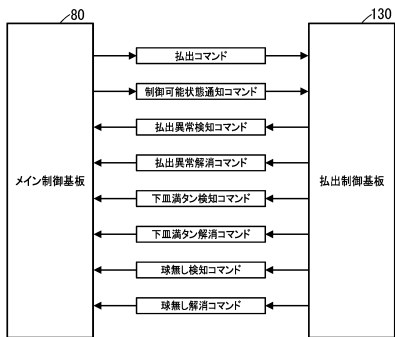 80
130
払出コマンド
制御可能状態通知コマンド
払出異常検知コマンド
払出異常解消コマンド
メイン制御基板
払出制御基板
下皿満タン検知コマンド
下皿満タン解消コマンド
球無し検知コマンド
球無し解消コマンド